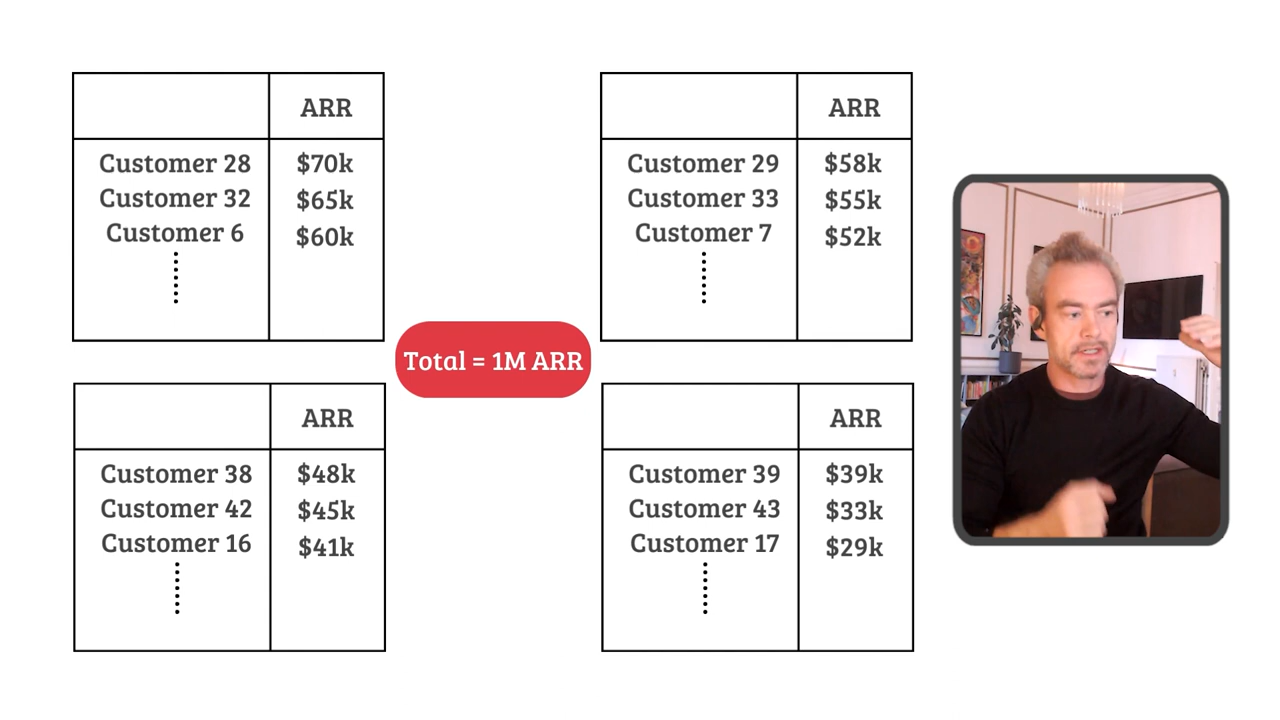 ARR
Customer 28 $70k
Customer 32 $65k
Customer 6 $60k
ARR
Customer 29 $58k
Customer 33 $55k
Customer 7 $52k
Total = 1M ARR
ARR
Customer 38 $48k
Customer 42 $45k
Customer 16 $41k
ARR
Customer 39 $39k
Customer 43 $33k
Customer 17 $29k